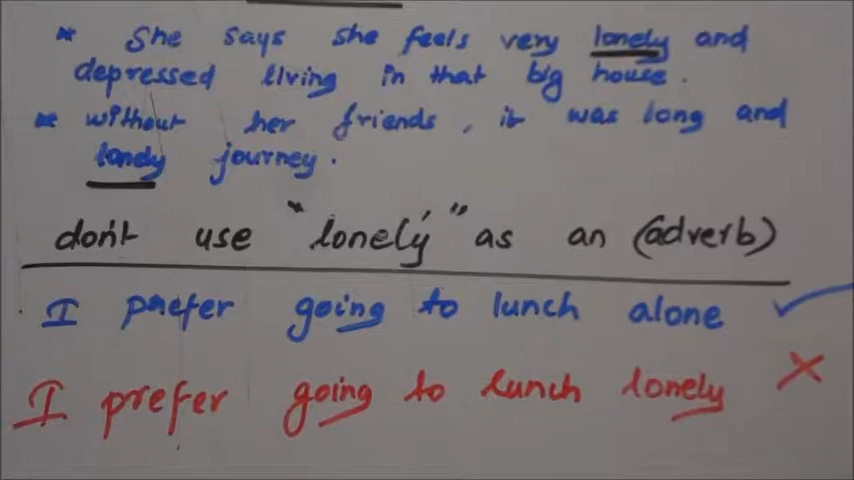 * She says she feels very lonely and
depressed living in that big house.
* without her friends, it was long and
lonely journey.
don't use "lonely" as an (adverb)
I prefer going to lunch alone ✓
I prefer going to lunch lonely ✗